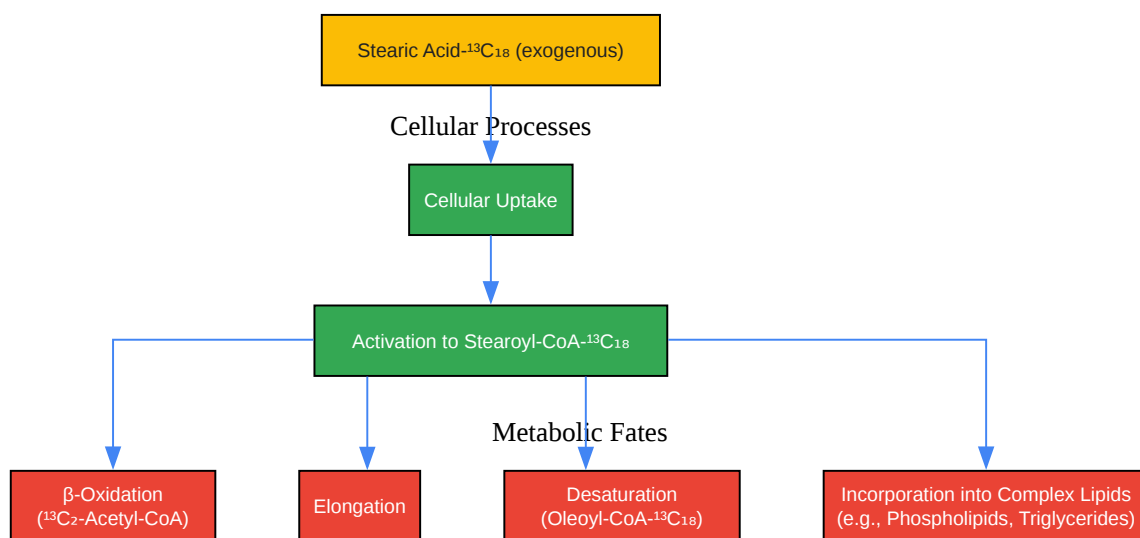 Stearic Acid-¹³C₁₈ (exogenous)
Cellular Processes
Cellular Uptake
Activation to Stearoyl-CoA-¹³C₁₈
Metabolic Fates
β-Oxidation
(¹³C₂-Acetyl-CoA)
Elongation
Desaturation
(Oleoyl-CoA-¹³C₁₈)
Incorporation into Complex Lipids
(e.g., Phospholipids, Triglycerides)